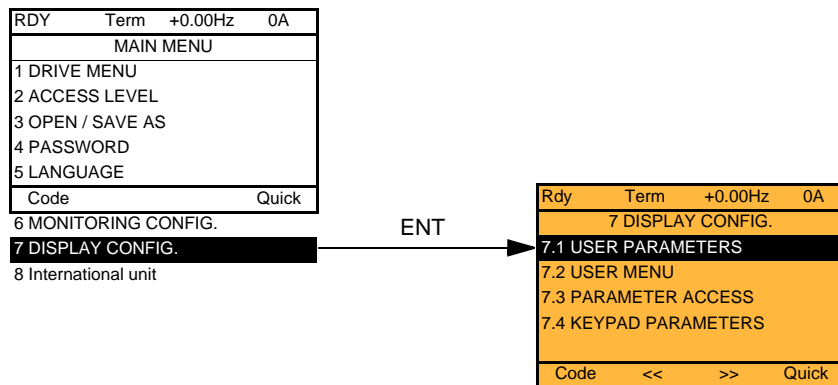 RDY Term +0.00Hz 0A
MAIN MENU
1 DRIVE MENU
2 ACCESS LEVEL
3 OPEN / SAVE AS
4 PASSWORD
5 LANGUAGE
Code Quick
6 MONITORING CONFIG.
7 DISPLAY CONFIG.
8 International unit
ENT
Rdy Term +0.00Hz 0A
7 DISPLAY CONFIG.
7.1 USER PARAMETERS
7.2 USER MENU
7.3 PARAMETER ACCESS
7.4 KEYPAD PARAMETERS
Code << >> Quick